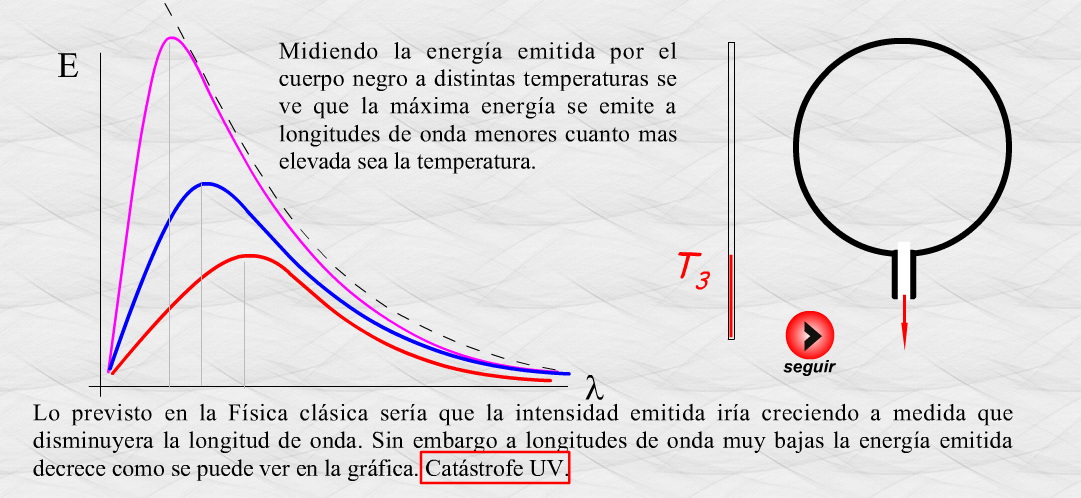 E
Midiendo la energía emitida por el
cuerpo negro a distintas temperaturas se
ve que la máxima energía se emite a
longitudes de onda menores cuanto mas
elevada sea la temperatura.
T3
seguir
λ
Lo previsto en la Física clásica sería que la intensidad emitida iría creciendo a medida que
disminuyera la longitud de onda. Sin embargo a longitudes de onda muy bajas la energía emitida
decrece como se puede ver en la gráfica. Catástrofe UV.